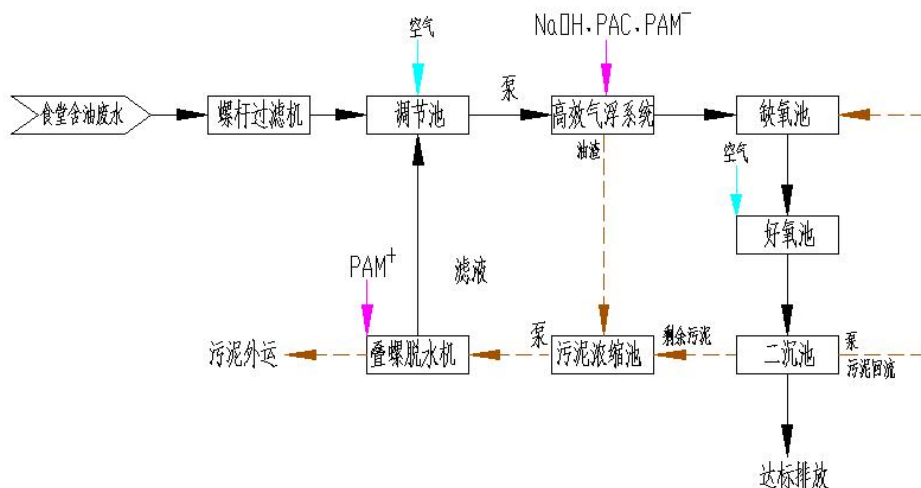 空气
NaOH,PAC,PAM⁻
泵
食堂含油废水
螺杆过滤机
调节池
高效气浮系统
缺氧池
油渣
空气
好氧池
PAM⁺
滤液
污泥外运
叠螺脱水机
泵
污泥浓缩池
剩余污泥
二沉池
泵
污泥回流
达标排放